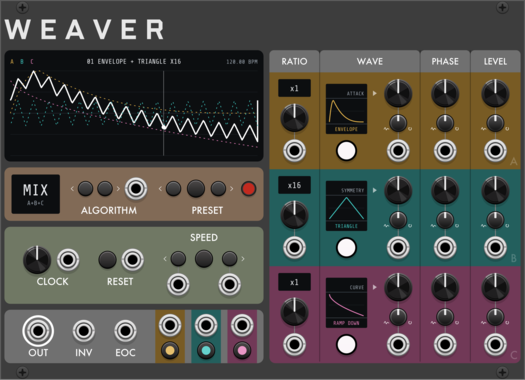 WEAVER
A B C
01 ENVELOPE + TRIANGLE X16
120.00 BPM
MIX
A+B+C
ALGORITHM
PRESET
SPEED
CLOCK
RESET
OUT
INV
EOC
RATIO
WAVE
PHASE
LEVEL
x1
ATTACK
ENVELOPE
A
x16
SYMMETRY
TRIANGLE
B
x1
CURVE
RAMP DOWN
C